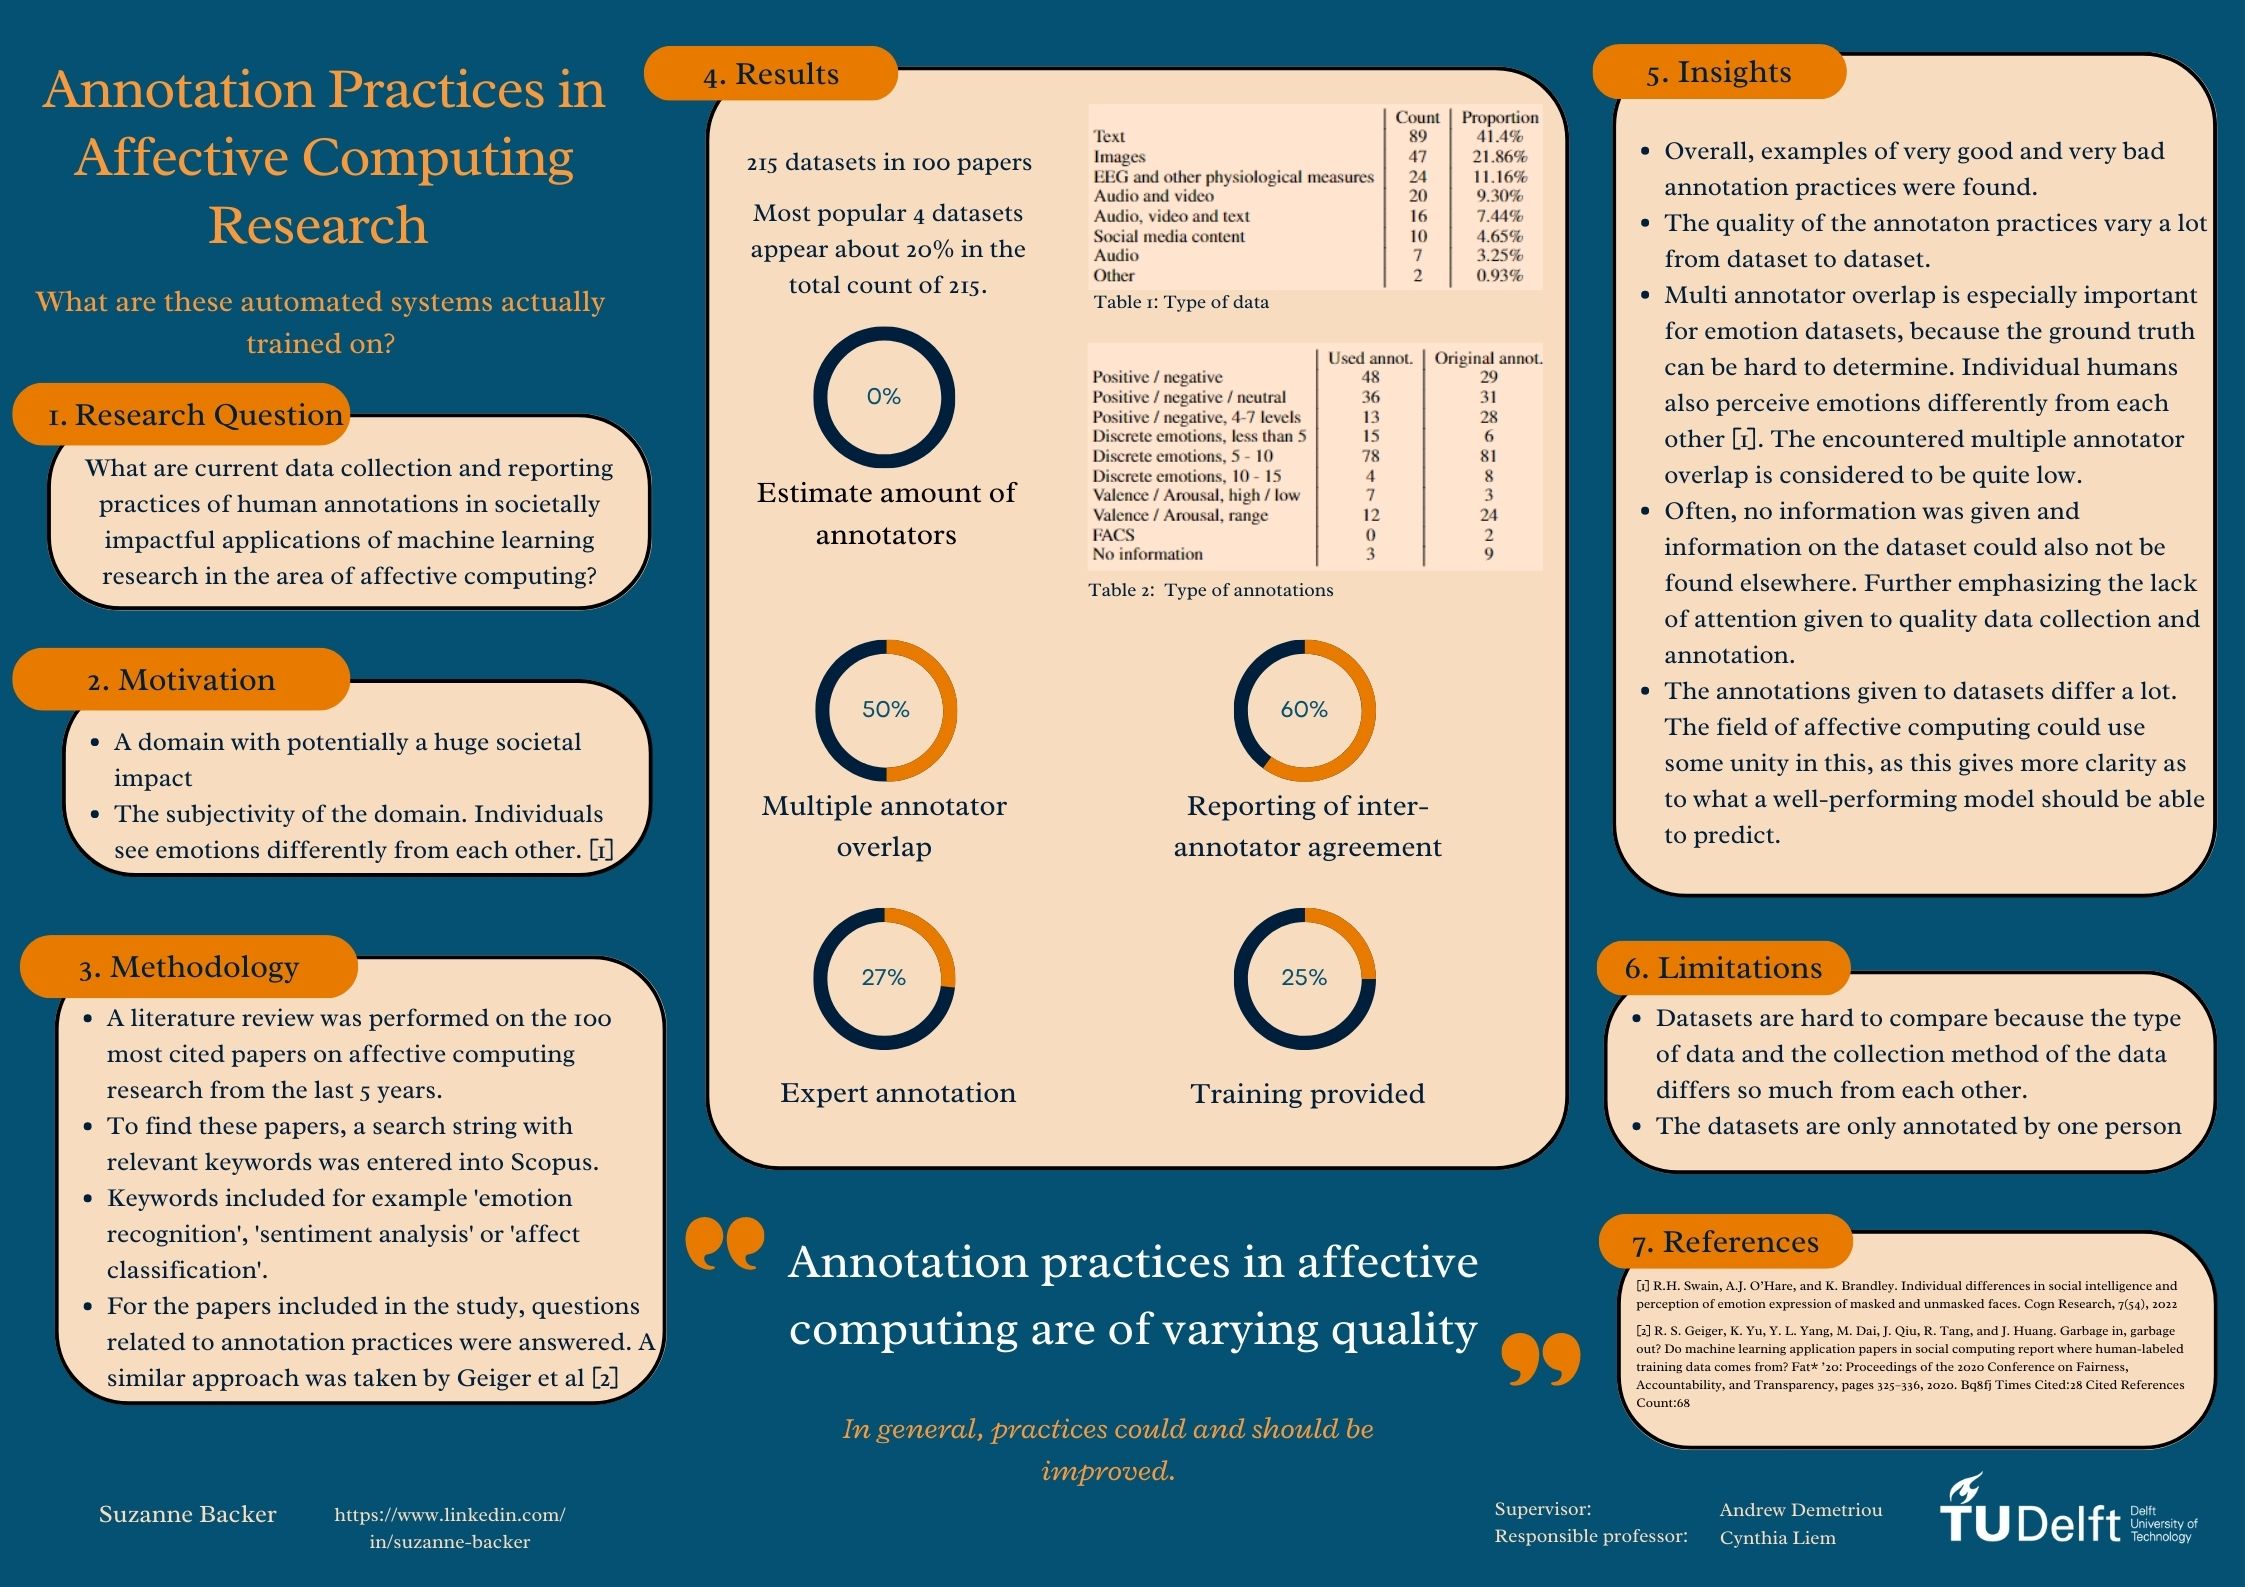 Annotation Practices in
Affective Computing
Research
What are these automated systems actually
trained on?
1. Research Question
What are current data collection and reporting
practices of human annotations in societally
impactful applications of machine learning
research in the area of affective computing?
2. Motivation
• A domain with potentially a huge societal
impact
• The subjectivity of the domain. Individuals
see emotions differently from each other. [1]
3. Methodology
• A literature review was performed on the 100
most cited papers on affective computing
research from the last 5 years.
• To find these papers, a search string with
relevant keywords was entered into Scopus.
• Keywords included for example 'emotion
recognition', 'sentiment analysis' or 'affect
classification'.
• For the papers included in the study, questions
related to annotation practices were answered. A
similar approach was taken by Geiger et al [2]
Suzanne Backer
https://www.linkedin.com/
in/suzanne-backer
4. Results
215 datasets in 100 papers
Most popular 4 datasets
appear about 20% in the
total count of 215.
0%
Estimate amount of
annotators
Count Proportion
Text 89 41.4%
Images 47 21.86%
EEG and other physiological measures 24 11.16%
Audio and video 20 9.30%
Audio, video and text 16 7.44%
Social media content 10 4.65%
Audio 7 3.25%
Other 2 0.93%
Table 1: Type of data
Used annot. Original annot.
Positive / negative 48 29
Positive / negative / neutral 36 31
Positive / negative, 4-7 levels 13 28
Discrete emotions, less than 5 15 6
Discrete emotions, 5 - 10 78 81
Discrete emotions, 10 - 15 4 8
Valence / Arousal, high / low 7 3
Valence / Arousal, range 12 24
FACS 0 2
No information 3 9
Table 2: Type of annotations
50%
Multiple annotator
overlap
60%
Reporting of inter-
annotator agreement
27%
Expert annotation
25%
Training provided
❝ Annotation practices in affective
computing are of varying quality ❞
In general, practices could and should be
improved.
5. Insights
• Overall, examples of very good and very bad
annotation practices were found.
• The quality of the annotaton practices vary a lot
from dataset to dataset.
• Multi annotator overlap is especially important
for emotion datasets, because the ground truth
can be hard to determine. Individual humans
also perceive emotions differently from each
other [1]. The encountered multiple annotator
overlap is considered to be quite low.
• Often, no information was given and
information on the dataset could also not be
found elsewhere. Further emphasizing the lack
of attention given to quality data collection and
annotation.
• The annotations given to datasets differ a lot.
The field of affective computing could use
some unity in this, as this gives more clarity as
to what a well-performing model should be able
to predict.
6. Limitations
• Datasets are hard to compare because the type
of data and the collection method of the data
differs so much from each other.
• The datasets are only annotated by one person
7. References
[1] R.H. Swain, A.J. O'Hare, and K. Brandley. Individual differences in social intelligence and
perception of emotion expression of masked and unmasked faces. Cogn Research, 7(54), 2022
[2] R. S. Geiger, K. Yu, Y. L. Yang, M. Dai, J. Qiu, R. Tang, and J. Huang. Garbage in, garbage
out? Do machine learning application papers in social computing report where human-labeled
training data comes from? Fat* '20: Proceedings of the 2020 Conference on Fairness,
Accountability, and Transparency, pages 325–336, 2020. Bq8fj Times Cited:28 Cited References
Count:68
Supervisor: Andrew Demetriou
Responsible professor: Cynthia Liem
TU Delft
Delft
University of
Technology